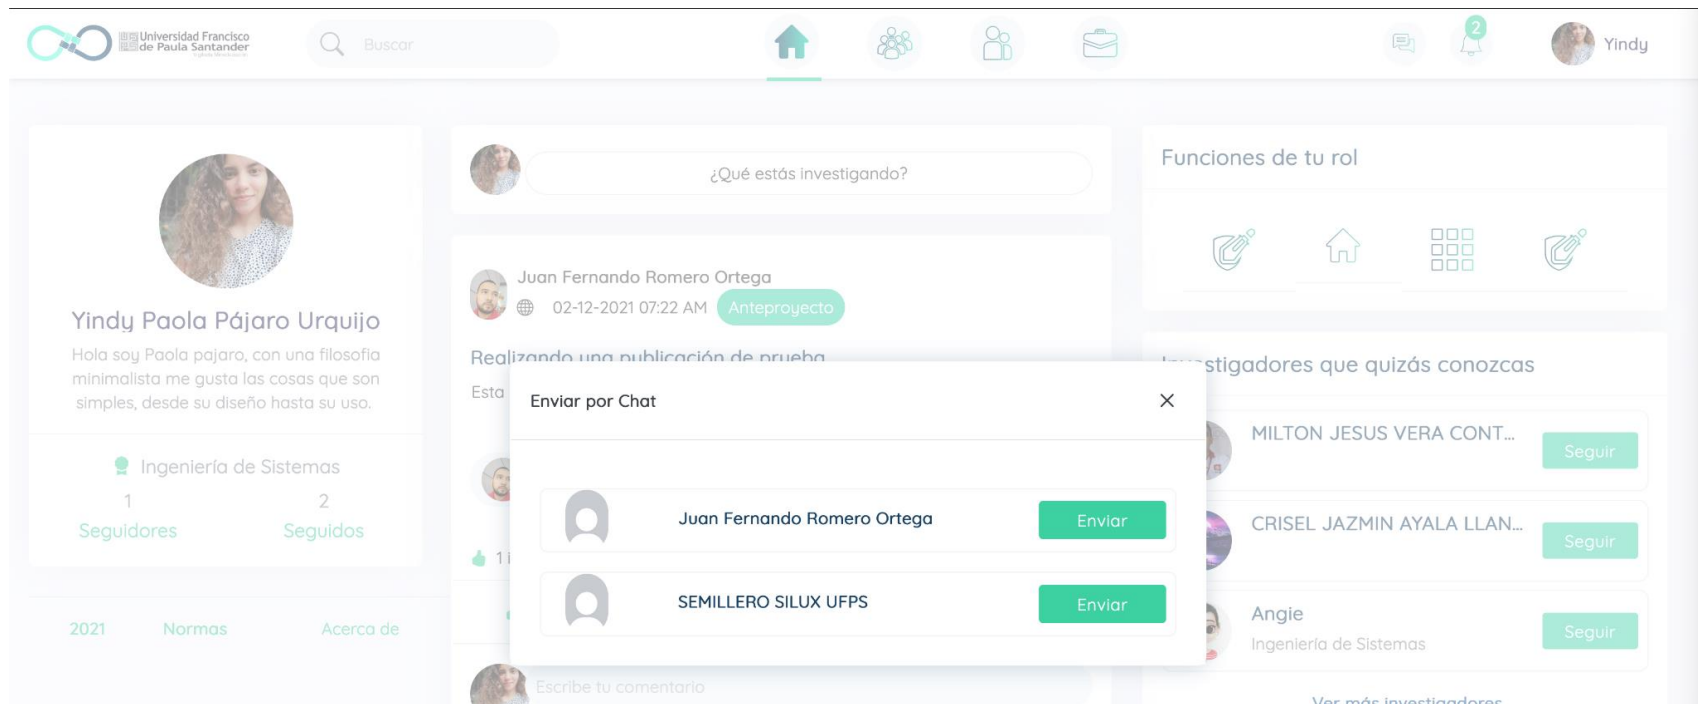 Universidad Francisco
de Paula Santander
Buscar
2
Yindy
Yindy Paola Pájaro Urquijo
Hola soy Paola pajaro, con una filosofia
minimalista me gusta las cosas que son
simples, desde su diseño hasta su uso.
Ingeniería de Sistemas
1 2
Seguidores Seguidos
2021 Normas Acerca de
¿Qué estás investigando?
Juan Fernando Romero Ortega
02-12-2021 07:22 AM Anteproyecto
Realizando una publicación de prueba
Esta
1
Escribe tu comentario
Enviar por Chat
Juan Fernando Romero Ortega Enviar
SEMILLERO SILUX UFPS Enviar
Funciones de tu rol
Investigadores que quizás conozcas
MILTON JESUS VERA CONT...
Seguir
CRISEL JAZMIN AYALA LLAN...
Seguir
Angie
Ingeniería de Sistemas
Seguir
Ver más investigadores